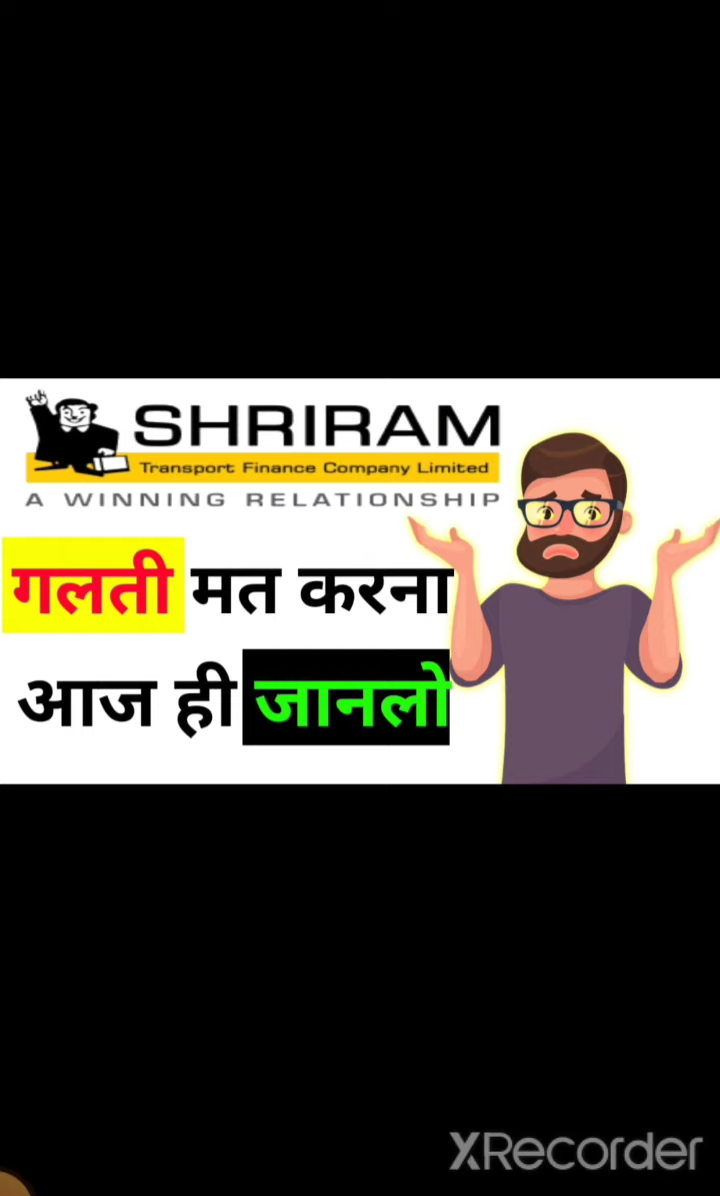 SHRIRAM
Transport Finance Company Limited
A WINNING RELATIONSHIP
गलती मत करना
आज ही जानलो
XRecorder